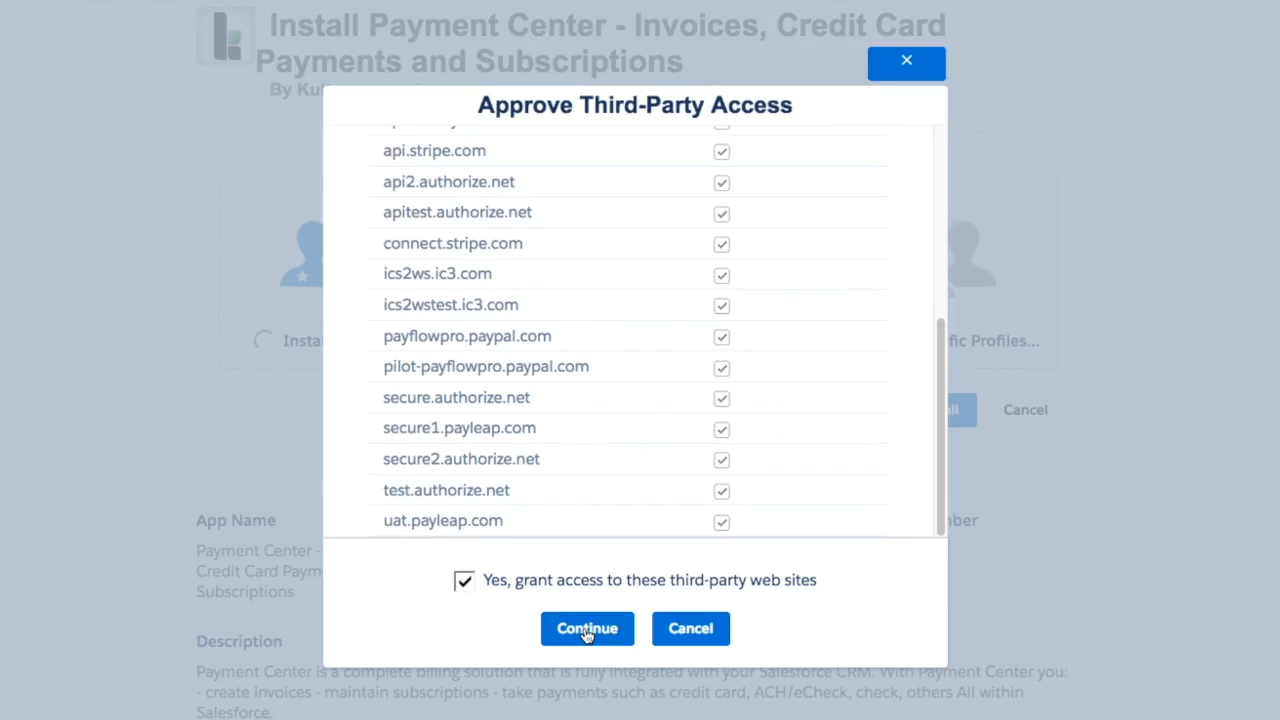 Install Payment Center - Invoices, Credit Card
Payments and Subscriptions
×
Approve Third-Party Access
api.stripe.com
api2.authorize.net
apitest.authorize.net
connect.stripe.com
ics2ws.ic3.com
ics2wstest.ic3.com
payflowpro.paypal.com
pilot-payflowpro.paypal.com
secure.authorize.net
secure1.payleap.com
secure2.authorize.net
test.authorize.net
uat.payleap.com
Yes, grant access to these third-party web sites
Continue
Cancel
By
Profiles...
Cancel
App Name
Payment Center -
Credit Card
Subscriptions
Description
Payment Center is a complete billing solution that is fully integrated with your Salesforce CRM. With Payment Center you:
- create invoices - maintain subscriptions - take payments such as credit card, ACH/eCheck, check, others All within
Salesforce.